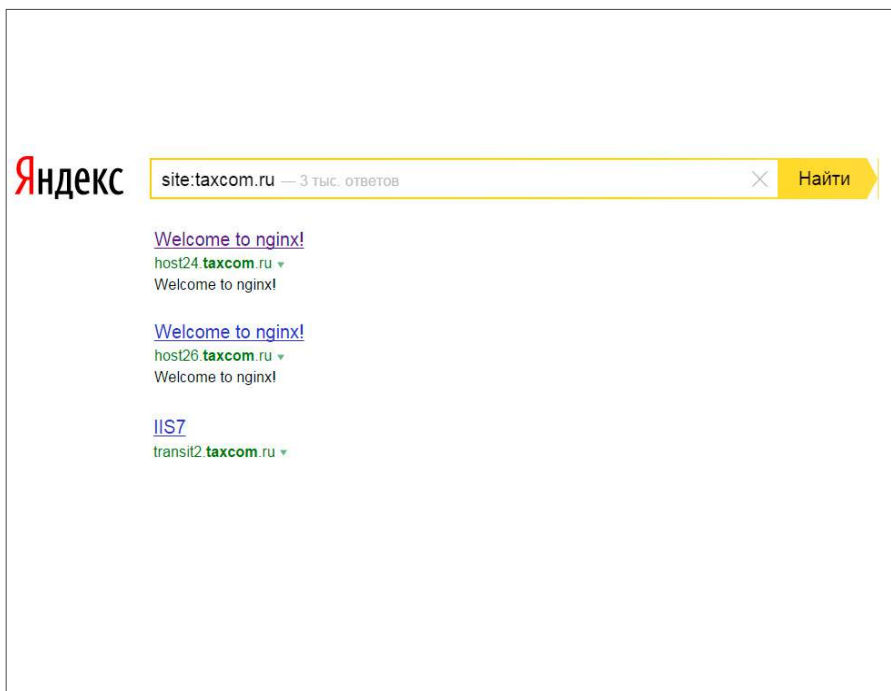 Яндекс
site:taxcom.ru — 3 тыс. ответов
Найти
Welcome to nginx!
host24.taxcom.ru
Welcome to nginx!
Welcome to nginx!
host26.taxcom.ru
Welcome to nginx!
IIS7
transit2.taxcom.ru